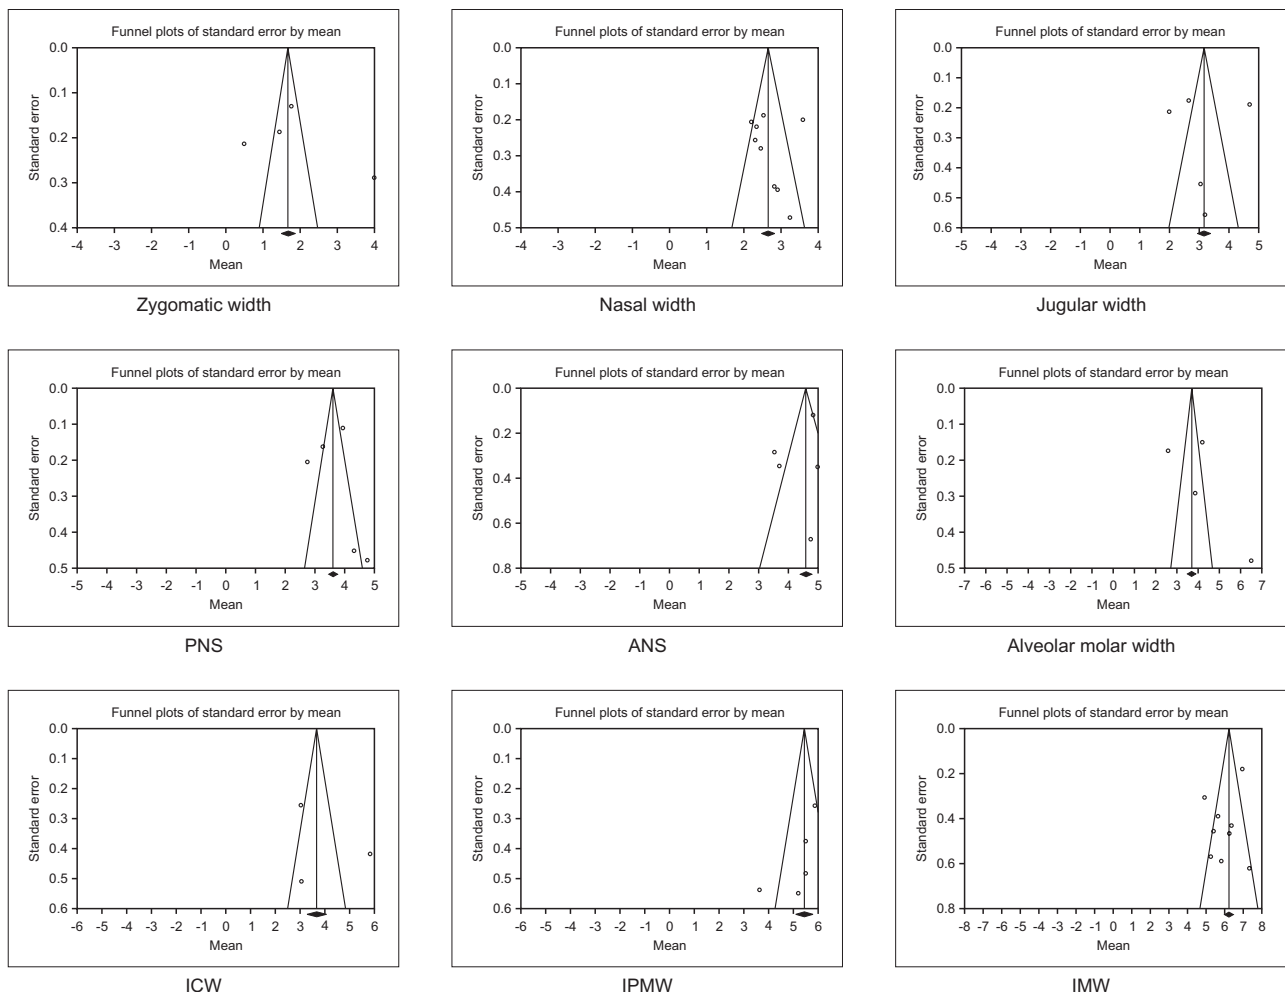 Funnel plots of standard error by mean
0.0
0.1
0.2
0.3
0.4
Standard error
-4 -3 -2 -1 0 1 2 3 4
Mean
Zygomatic width
Funnel plots of standard error by mean
0.0
0.1
0.2
0.3
0.4
0.5
Standard error
-4 -3 -2 -1 0 1 2 3 4
Mean
Nasal width
Funnel plots of standard error by mean
0.0
0.1
0.2
0.3
0.4
0.5
0.6
Standard error
-5 -4 -3 -2 -1 0 1 2 3 4 5
Mean
Jugular width
Funnel plots of standard error by mean
0.0
0.1
0.2
0.3
0.4
0.5
Standard error
-5 -4 -3 -2 -1 0 1 2 3 4 5
Mean
PNS
Funnel plots of standard error by mean
0.0
0.2
0.4
0.6
0.8
Standard error
-5 -4 -3 -2 -1 0 1 2 3 4 5
Mean
ANS
Funnel plots of standard error by mean
0.0
0.1
0.2
0.3
0.4
0.5
Standard error
-7 -6 -5 -4 -3 -2 -1 0 1 2 3 4 5 6 7
Mean
Alveolar molar width
Funnel plots of standard error by mean
0.0
0.1
0.2
0.3
0.4
0.5
0.6
Standard error
-6 -5 -4 -3 -2 -1 0 1 2 3 4 5 6
Mean
ICW
Funnel plots of standard error by mean
0.0
0.1
0.2
0.3
0.4
0.5
0.6
Standard error
-6 -5 -4 -3 -2 -1 0 1 2 3 4 5 6
Mean
IPMW
Funnel plots of standard error by mean
0.0
0.2
0.4
0.6
0.8
Standard error
-8 -7 -6 -5 -4 -3 -2 -1 0 1 2 3 4 5 6 7 8
Mean
IMW